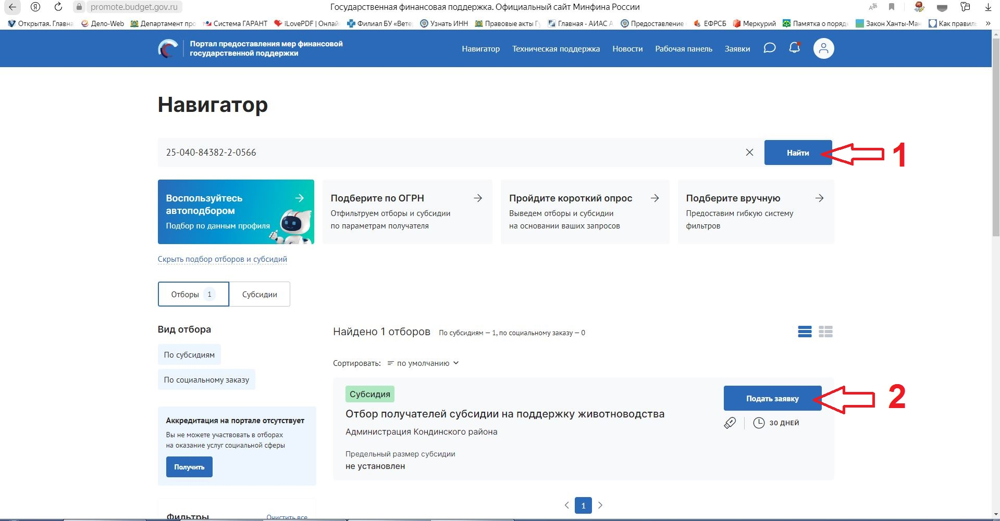 promote.budget.gov.ru
Государственная финансовая поддержка. Официальный сайт Минфина России
Открытая. Главна Дело-Web Департамент про Система ГАРАНТ iLovePDF | Онлай Филиал БУ «Вете Узнать ИНН Правовые акты Гу Главная - АИАС А Предоставление ЕФРСБ Меркурий Памятка о поряд Закон Ханты-Ман Как правил »
Портал предоставления мер финансовой
государственной поддержки
Навигатор Техническая поддержка Новости Рабочая панель Заявки
Навигатор
25-040-84382-2-0566
Найти
1
Воспользуйтесь
автоподбором
Подбор по данным профиля
Подберите по ОГРН
Отфильтруем отборы и субсидии
по параметрам получателя
Пройдите короткий опрос
Выведем отборы и субсидии
на основании ваших запросов
Подберите вручную
Предоставим гибкую систему
фильтров
Скрыть подбор отборов и субсидий
Отборы 1 Субсидии
Вид отбора
По субсидиям
По социальному заказу
Аккредитация на портале отсутствует
Вы не можете участвовать в отборах
на оказание услуг социальной сферы
Получить
Фильтры Очистить все
Найдено 1 отборов По субсидиям – 1, по социальному заказу – 0
Сортировать: по умолчанию
Субсидия
Подать заявку
2
Отбор получателей субсидии на поддержку животноводства
30 ДНЕЙ
Администрация Кондинского района
Предельный размер субсидии
не установлен
1